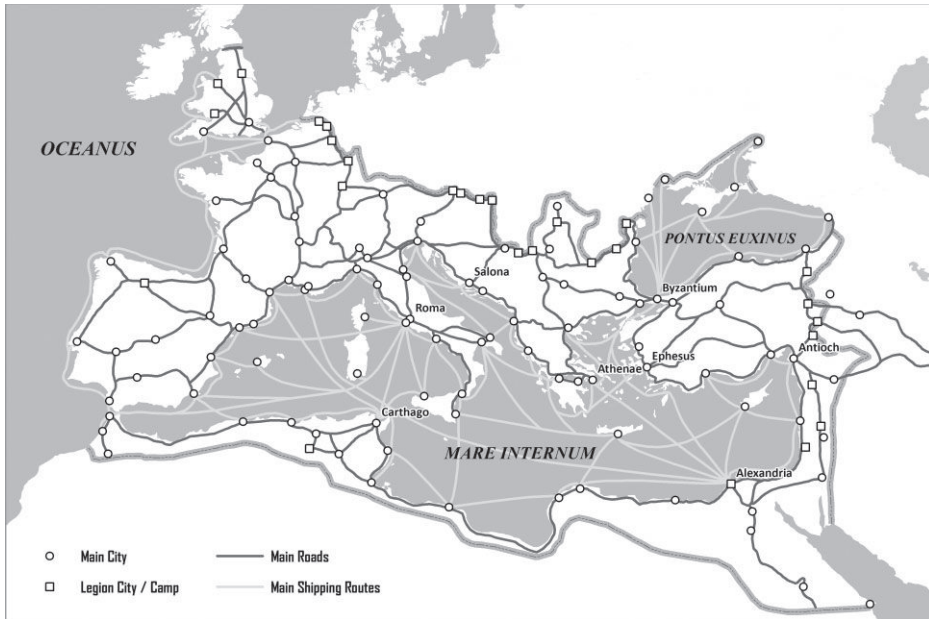 OCEANUS
PONTUS EUXINUS
Salona
Byzantium
Roma
Antioch
Ephesus
Athenae
Carthago
MARE INTERNUM
Alexandria
Main City
Main Roads
Legion City / Camp
Main Shipping Routes